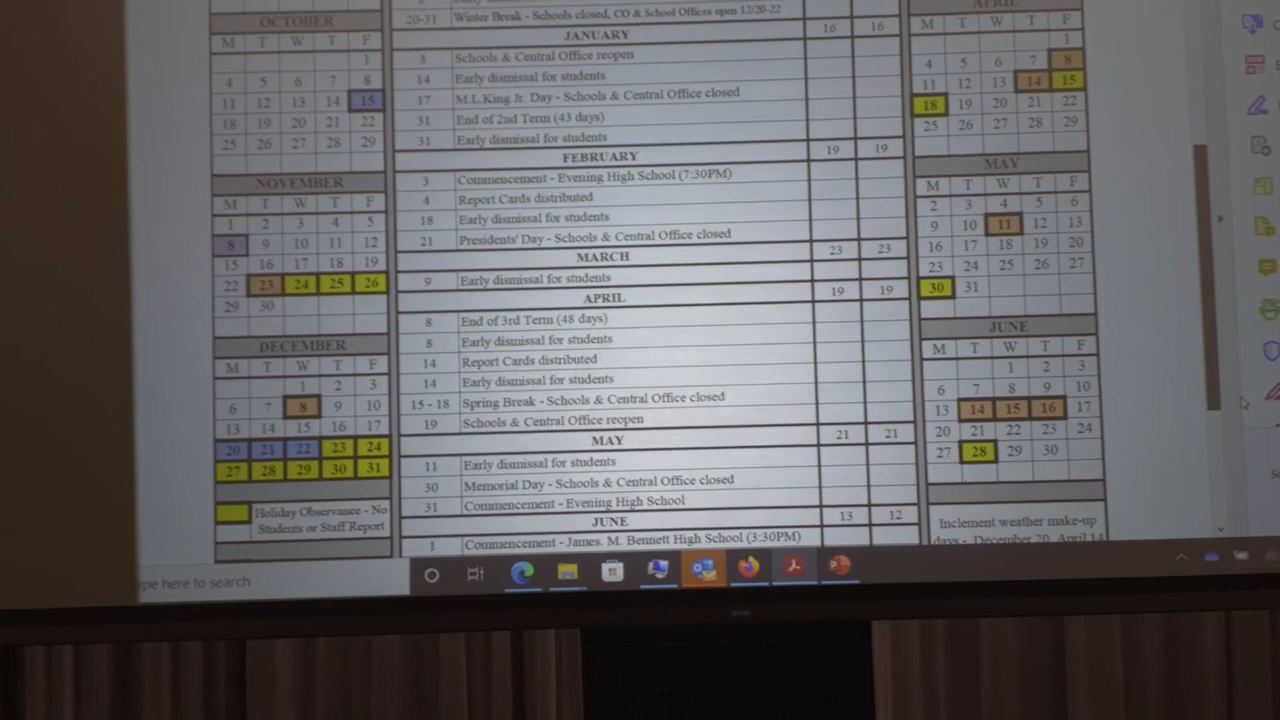 OCTOBER
M T W T F
1
4 5 6 7 8
11 12 13 14 15
18 19 20 21 22
25 26 27 28 29
NOVEMBER
M T W T F
1 2 3 4 5
8 9 10 11 12
15 16 17 18 19
22 23 24 25 26
29 30
DECEMBER
M T W T F
1 2 3
6 7 8 9 10
13 14 15 16 17
20 21 22 23 24
27 28 29 30 31
Holiday Observance - No
Students or Staff Report
20-31 Winter Break - Schools closed, CO & School Offices open 12/20-22
JANUARY 16 16
3 Schools & Central Office reopen
14 Early dismissal for students
17 M.L.King Jr. Day - Schools & Central Office closed
31 End of 2nd Term (43 days)
31 Early dismissal for students
FEBRUARY 19 19
3 Commencement - Evening High School (7:30PM)
4 Report Cards distributed
18 Early dismissal for students
21 Presidents' Day - Schools & Central Office closed
MARCH 23 23
9 Early dismissal for students
APRIL 19 19
8 End of 3rd Term (48 days)
8 Early dismissal for students
14 Report Cards distributed
14 Early dismissal for students
15 - 18 Spring Break - Schools & Central Office closed
19 Schools & Central Office reopen
MAY 21 21
11 Early dismissal for students
30 Memorial Day - Schools & Central Office closed
31 Commencement - Evening High School
JUNE 13 12
1 Commencement - James. M. Bennett High School (3:30PM)
APRIL
M T W T F
1
4 5 6 7 8
11 12 13 14 15
18 19 20 21 22
25 26 27 28 29
MAY
M T W T F
2 3 4 5 6
9 10 11 12 13
16 17 18 19 20
23 24 25 26 27
30 31
JUNE
M T W T F
1 2 3
6 7 8 9 10
13 14 15 16 17
20 21 22 23 24
27 28 29 30
Inclement weather make-up
days - December 20, April 14
pe here to search